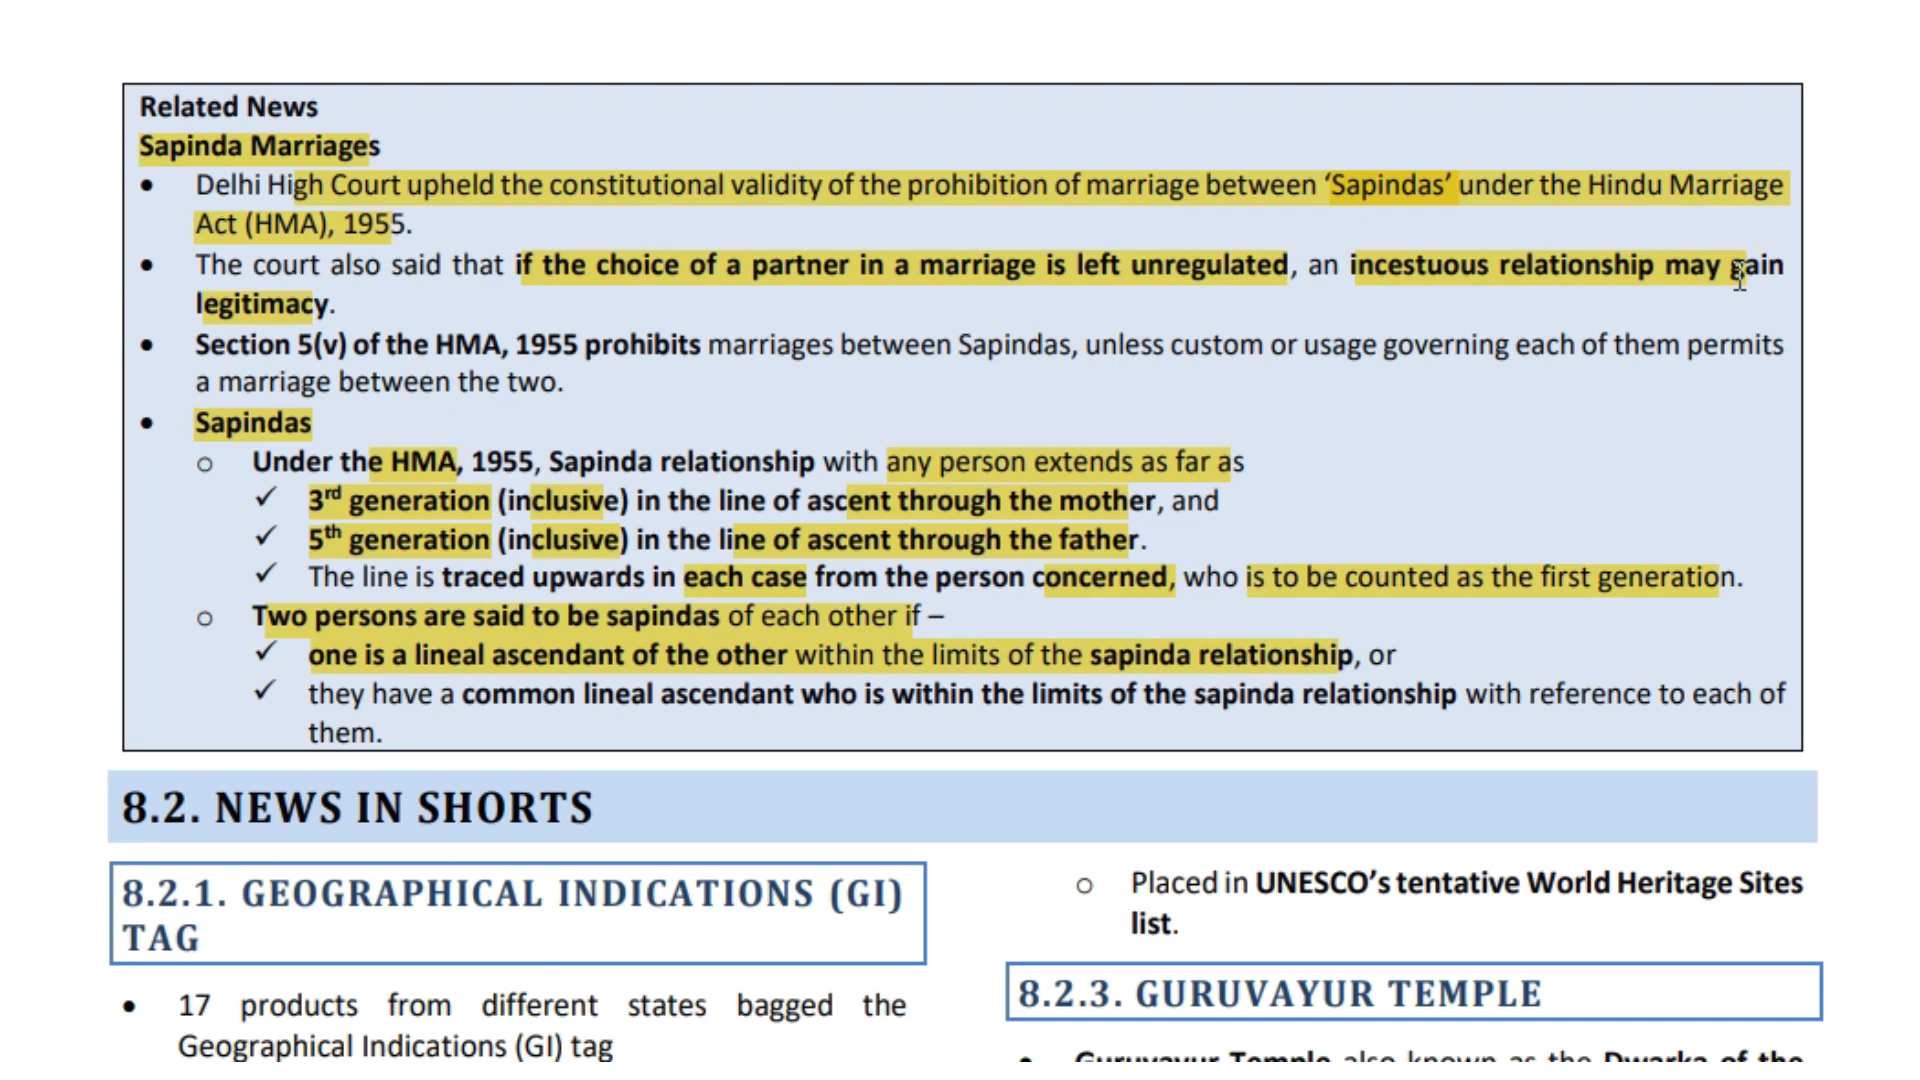 Related News
Sapinda Marriages
• Delhi High Court upheld the constitutional validity of the prohibition of marriage between ‘Sapindas’ under the Hindu Marriage
Act (HMA), 1955.
• The court also said that if the choice of a partner in a marriage is left unregulated, an incestuous relationship may gain
legitimacy.
• Section 5(v) of the HMA, 1955 prohibits marriages between Sapindas, unless custom or usage governing each of them permits
a marriage between the two.
• Sapindas
o Under the HMA, 1955, Sapinda relationship with any person extends as far as
✓ 3rd generation (inclusive) in the line of ascent through the mother, and
✓ 5th generation (inclusive) in the line of ascent through the father.
✓ The line is traced upwards in each case from the person concerned, who is to be counted as the first generation.
o Two persons are said to be sapindas of each other if –
✓ one is a lineal ascendant of the other within the limits of the sapinda relationship, or
✓ they have a common lineal ascendant who is within the limits of the sapinda relationship with reference to each of
them.
8.2. NEWS IN SHORTS
8.2.1. GEOGRAPHICAL INDICATIONS (GI)
TAG
• 17 products from different states bagged the
Geographical Indications (GI) tag
o Placed in UNESCO’s tentative World Heritage Sites
list.
8.2.3. GURUVAYUR TEMPLE
• Guruvayur Temple also known as the Dwarka of the